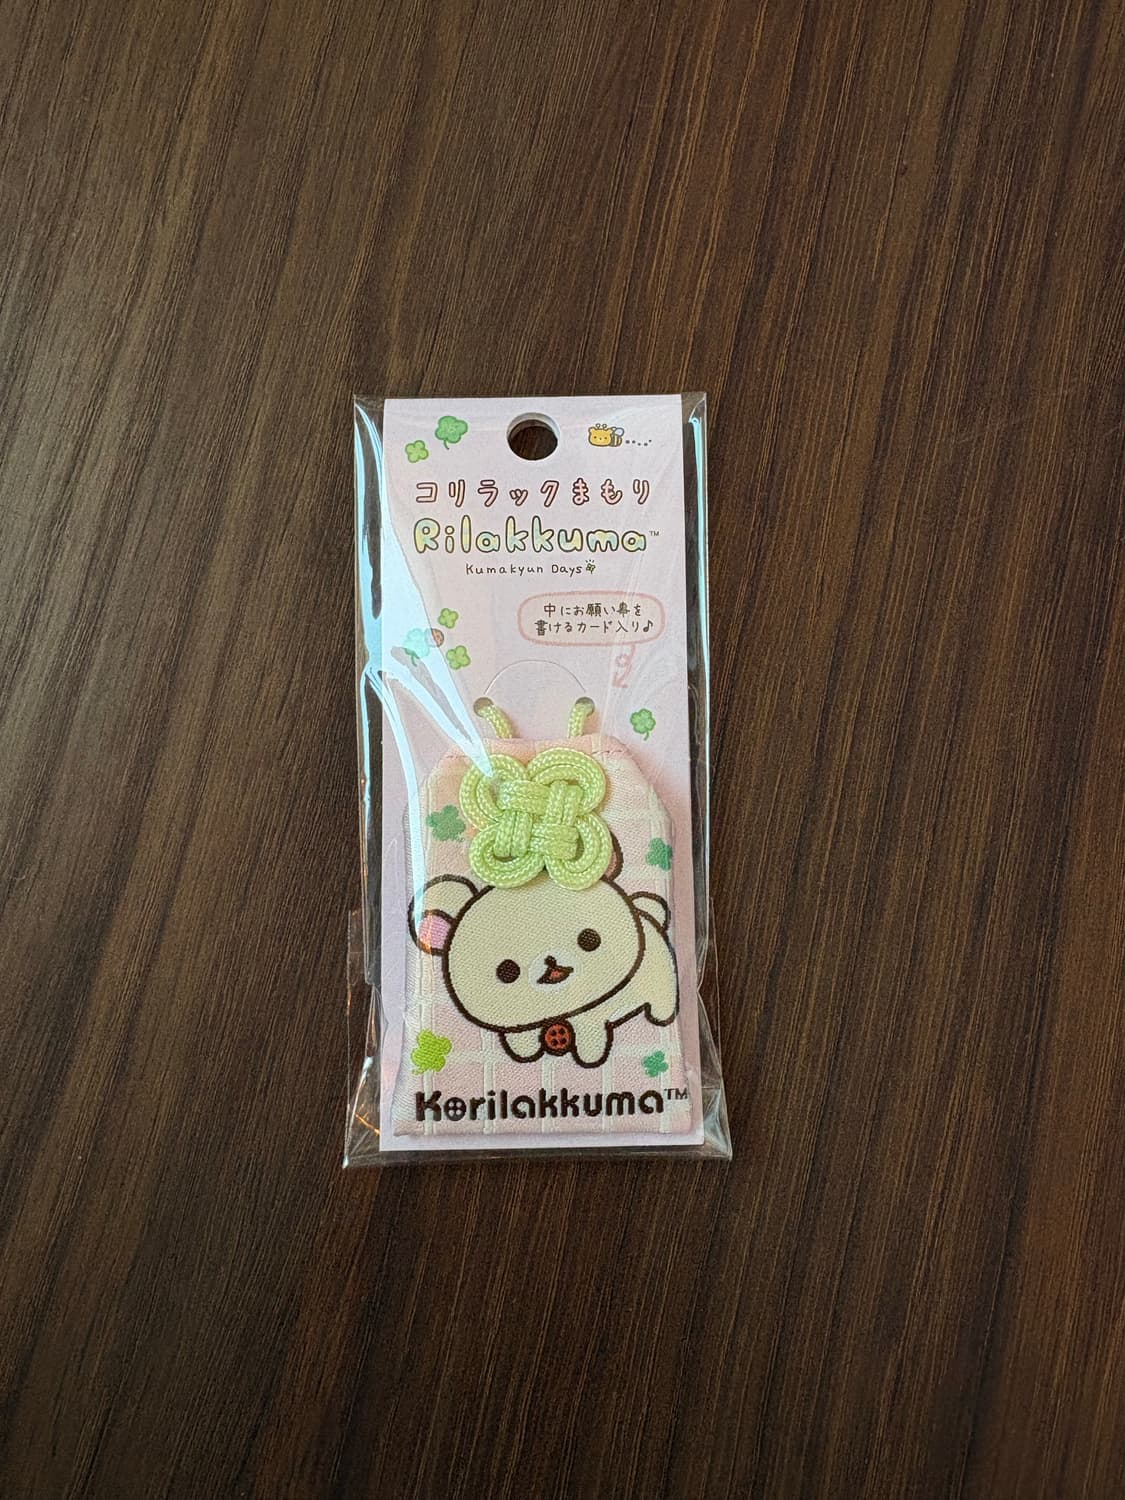 コリラックまもり
Rilakkuma™
Kumakyun Days
中にお願い事を
書けるカード入り♪
Korilakkuma™